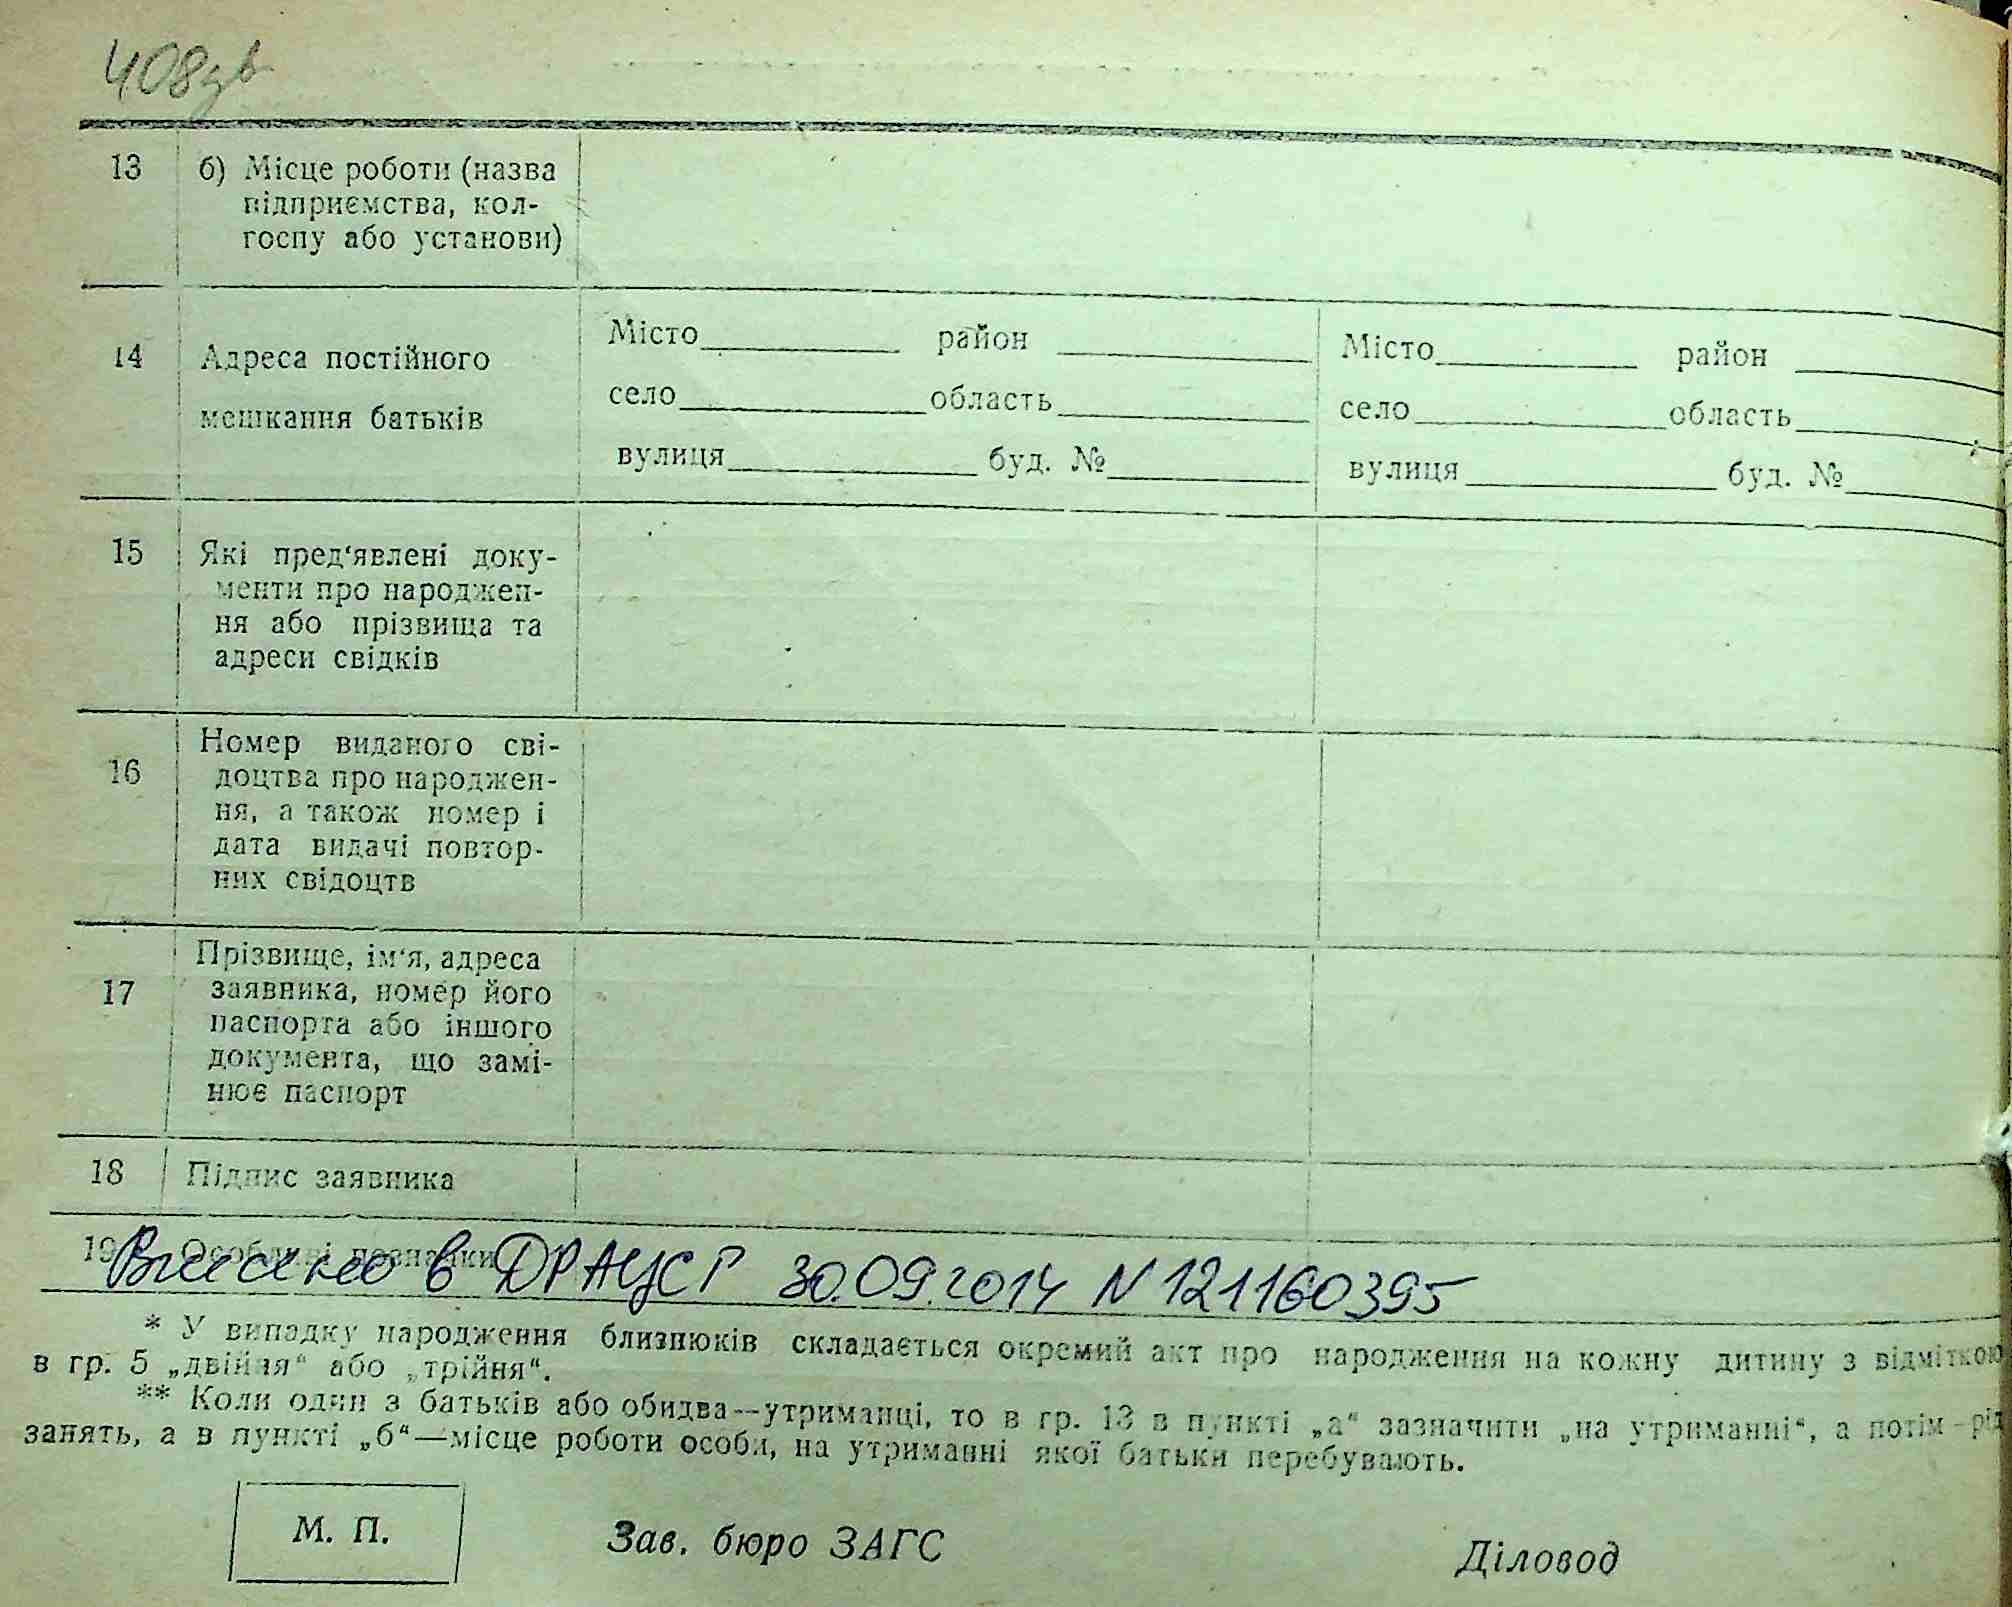 408зв
13 б) Місце роботи (назва
підприємства, кол-
госпу або установи)
14 Адреса постійного
мешкання батьків
Місто район
село область
вулиця буд. №
Місто район
село область
вулиця буд. №
15 Які пред‘явлені доку-
менти про народжен-
ня або прізвища та
адреси свідків
16 Номер виданого сві-
доцтва про народжен-
ня, а також номер і
дата видачі повтор-
них свідоцтв
17 Прізвище, ім‘я, адреса
заявника, номер його
паспорта або іншого
документа, що замі-
нює паспорт
18 Підпис заявника
19 Особливі познаки
Внесено в ДРАЦСГ 30.09.2014 N 121160395
* У випадку народження близнюків складається окремий акт про народження на кожну дитину з відміткою
в гр. 5 „двійня“ або „трійня“.
** Коли один з батьків або обидва—утриманці, то в гр. 13 в пункті „а“ зазначити „на утриманні“, а потім—рід
занять, а в пункті „б“—місце роботи особи, на утриманні якої батьки перебувають.
М. П.
Зав. бюро ЗАГС
Діловод